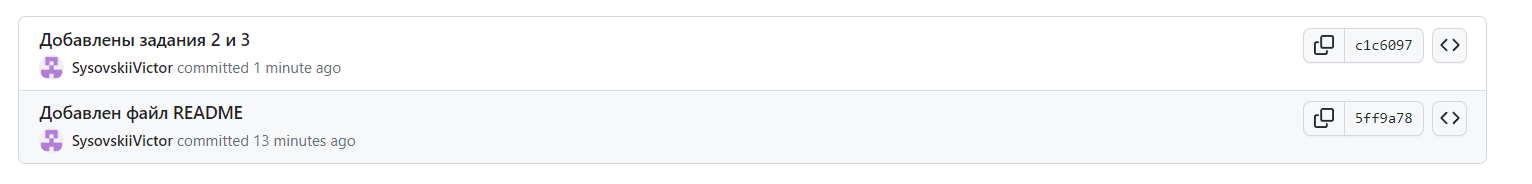 Добавлены задания 2 и 3
c1c6097
SysovskiiVictor committed 1 minute ago
Добавлен файл README
5ff9a78
SysovskiiVictor committed 13 minutes ago